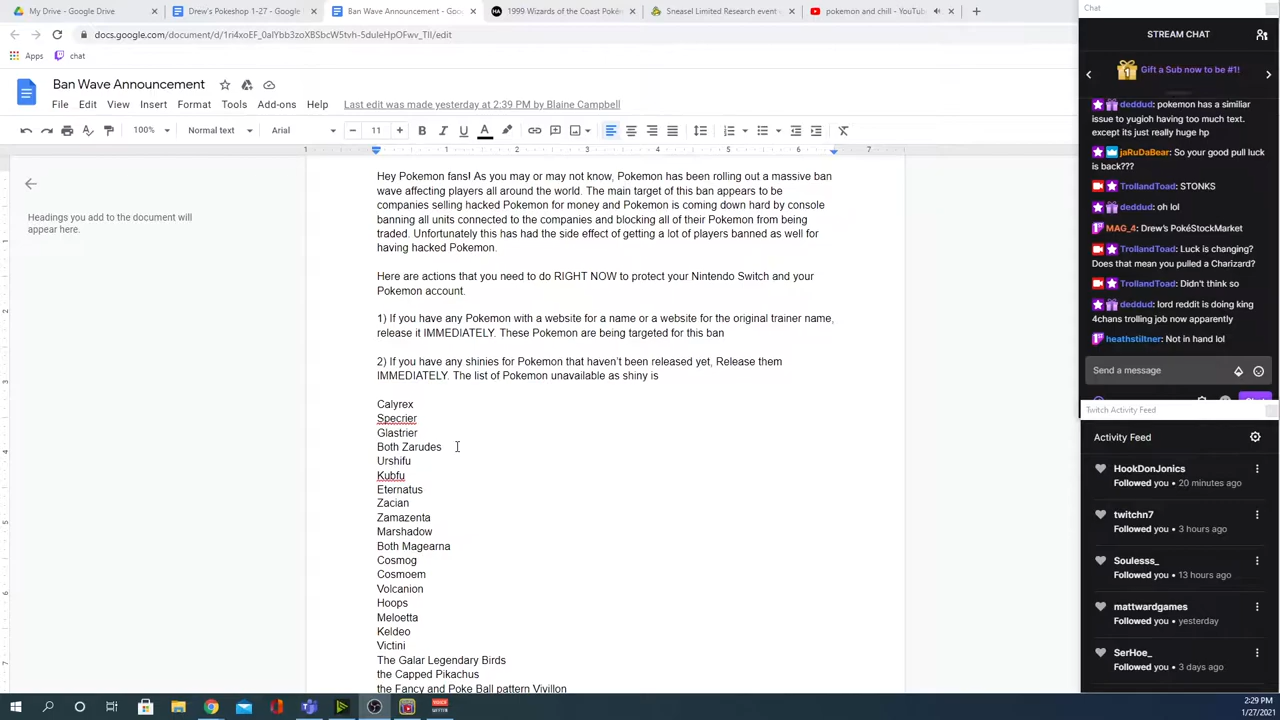 My Drive - Google Drive
Drew's Pokeshop 1-27 - Google
Ban Wave Announcement - Google
1999 Wizards of the Coast Poké
Sneasel Limited Research event -
pokemon and chill - YouTube
docs.google.com/document/d/1ri4xoEF_0aIYbb3zoXBSbcW5tvh-5duleHpOFwv_TII/edit
Apps
chat
Ban Wave Announcement
File Edit View Insert Format Tools Add-ons Help Last edit was made yesterday at 2:39 PM by Blaine Campbell
100% Normal text Arial 11
1 1 2 3 4 5 6 7
Headings you add to the document will
appear here.
Hey Pokemon fans! As you may or may not know, Pokemon has been rolling out a massive ban
wave affecting players all around the world. The main target of this ban appears to be
companies selling hacked Pokemon for money and Pokemon is coming down hard by console
banning all units connected to the companies and blocking all of their Pokemon from being
traded. Unfortunately this has had the side effect of getting a lot of players banned as well for
having hacked Pokemon.
Here are actions that you need to do RIGHT NOW to protect your Nintendo Switch and your
Pokemon account.
1) If you have any Pokemon with a website for a name or a website for the original trainer name,
release it IMMEDIATELY. These Pokemon are being targeted for this ban
2) If you have any shinies for Pokemon that haven't been released yet, Release them
IMMEDIATELY. The list of Pokemon unavailable as shiny is
Calyrex
Specrier
Glastrier
Both Zarudes
Urshifu
Kubfu
Eternatus
Zacian
Zamazenta
Marshadow
Both Magearna
Cosmog
Cosmoem
Volcanion
Hoops
Meloetta
Keldeo
Victini
The Galar Legendary Birds
the Capped Pikachus
the Fancy and Poke Ball pattern Vivillon
Chat
STREAM CHAT
1 Gift a Sub now to be #1!
deddud: pokemon has a similiar
issue to yugioh having too much text.
except its just really huge hp
jaRuDaBear: So your good pull luck
is back???
TrollandToad: STONKS
deddud: oh lol
MAG_4: Drew's PokéStockMarket
TrollandToad: Luck is changing?
Does that mean you pulled a Charizard?
TrollandToad: Didn't think so
deddud: lord reddit is doing king
4chans trolling job now apparently
heathstiltner: Not in hand lol
Send a message
Twitch Activity Feed
Activity Feed
HookDonJonics
Followed you • 20 minutes ago
twitchn7
Followed you • 3 hours ago
Soulesss_
Followed you • 13 hours ago
mattwardgames
Followed you • yesterday
SerHoe_
Followed you • 3 days ago
2:29 PM
1/27/2021